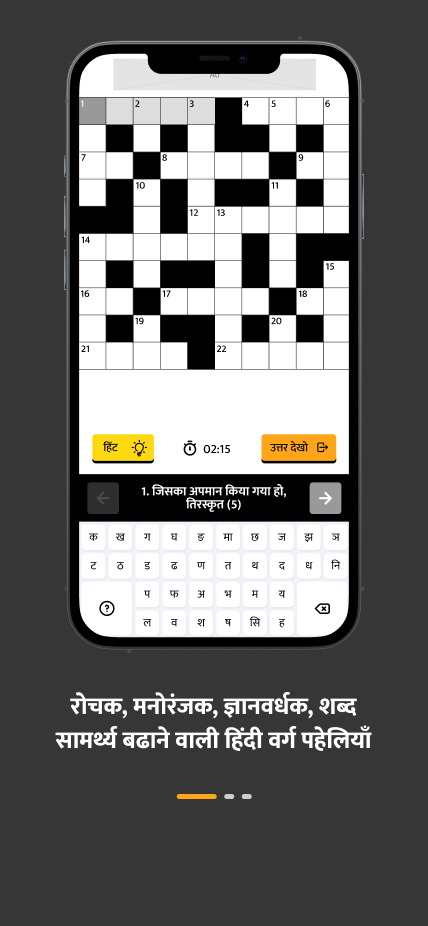 Ad
1 2 3 4 5 6
7 8 9
10 11
12 13
14
15
16 17 18
19 20
21 22
हिंट 02:15 उत्तर देखो
1. जिसका अपमान किया गया हो,
तिरस्कृत (5)
क ख ग घ ङ मा छ ज झ ञ
ट ठ ड ढ ण त थ द ध नि
प फ अ भ म य
ल व श ष सि ह
रोचक, मनोरंजक, ज्ञानवर्धक, शब्द
सामर्थ्य बढाने वाली हिंदी वर्ग पहेलियाँ